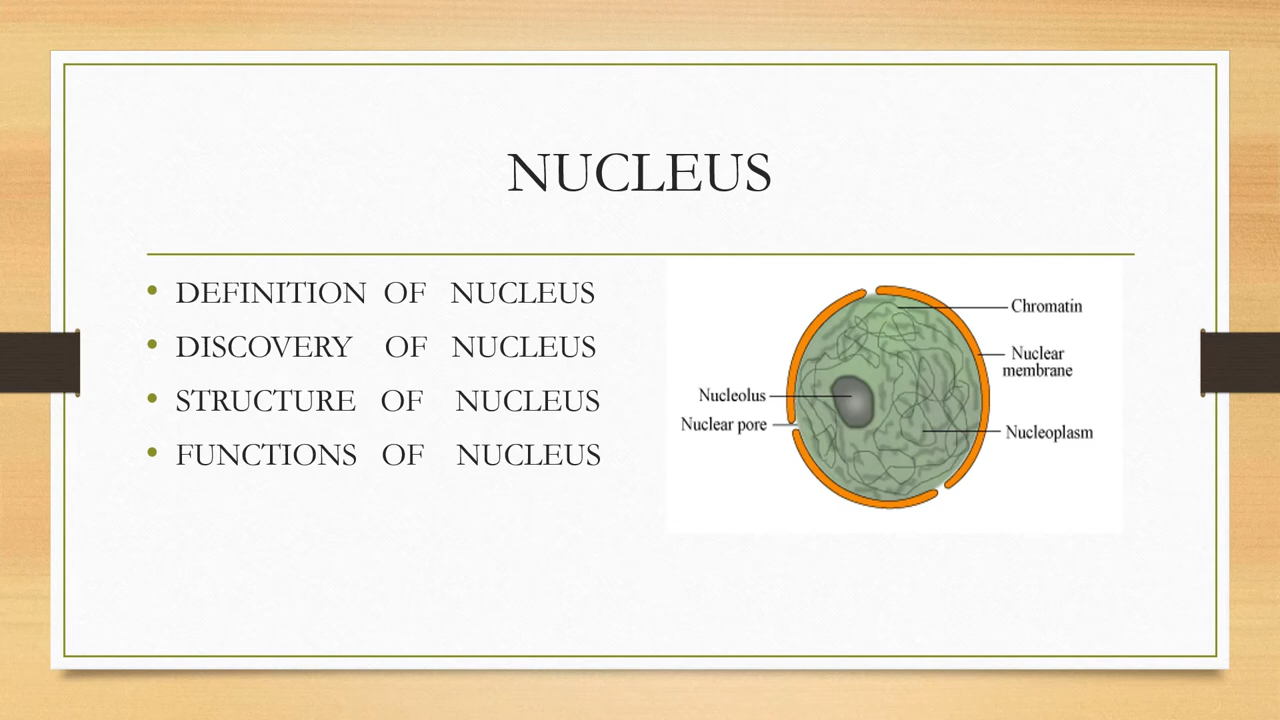 NUCLEUS
• DEFINITION OF NUCLEUS
• DISCOVERY OF NUCLEUS
• STRUCTURE OF NUCLEUS
• FUNCTIONS OF NUCLEUS
Chromatin
Nuclear
membrane
Nucleolus
Nuclear pore
Nucleoplasm